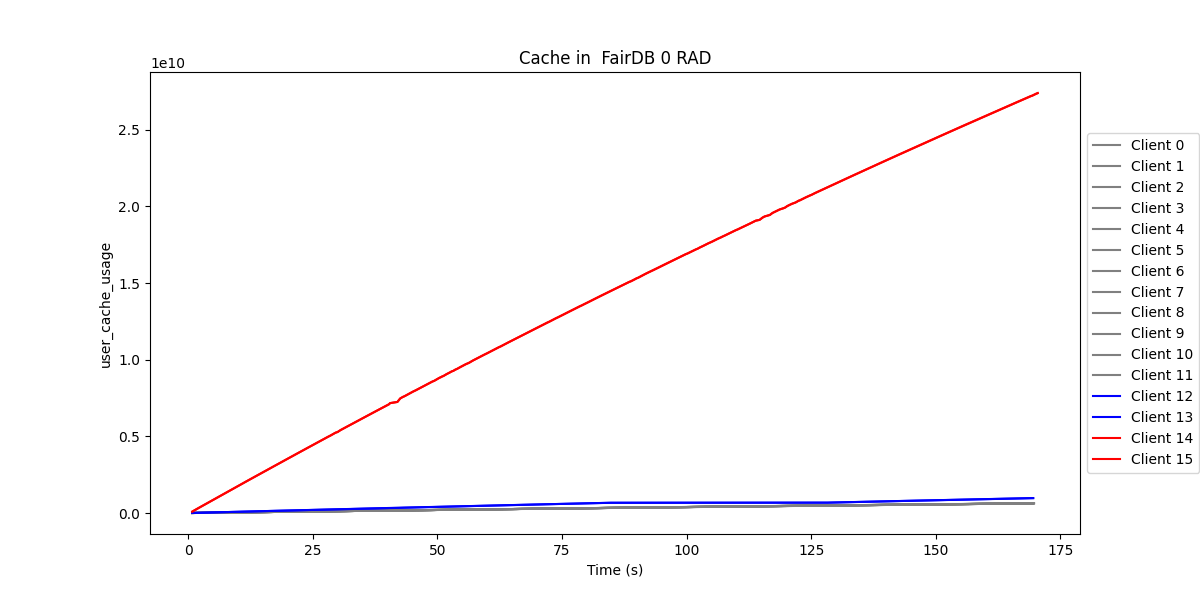 Cache in  FairDB 0 RAD
1e10
2.5
2.0
1.5
1.0
0.5
0.0
user_cache_usage
0 25 50 75 100 125 150 175
Time (s)
Client 0
Client 1
Client 2
Client 3
Client 4
Client 5
Client 6
Client 7
Client 8
Client 9
Client 10
Client 11
Client 12
Client 13
Client 14
Client 15